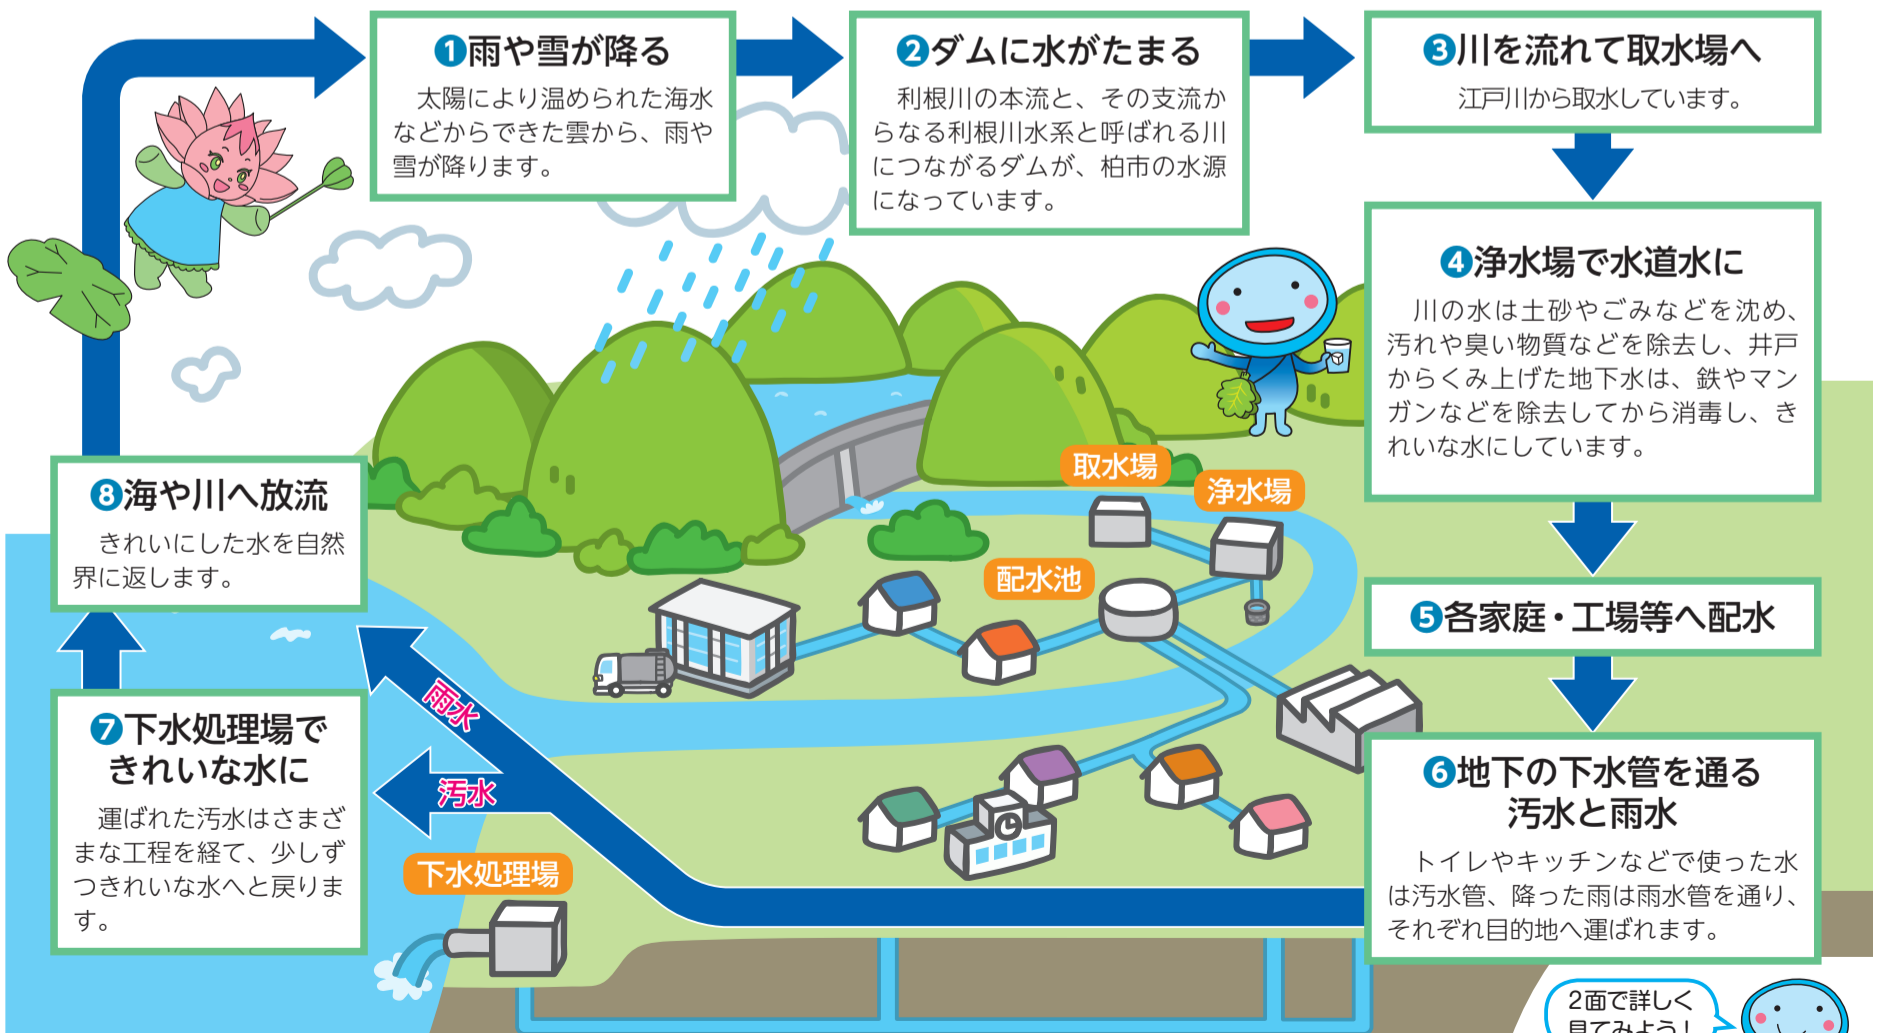 ❶雨や雪が降る
太陽により温められた海水
などからできた雲から、雨や
雪が降ります。
❷ダムに水がたまる
利根川の本流と、その支流か
らなる利根川水系と呼ばれる川
につながるダムが、柏市の水源
になっています。
❸川を流れて取水場へ
江戸川から取水しています。
❹浄水場で水道水に
川の水は土砂やごみなどを沈め、
汚れや臭い物質などを除去し、井戸
からくみ上げた地下水は、鉄やマン
ガンなどを除去してから消毒し、き
れいな水にしています。
取水場
浄水場
配水池
❺各家庭・工場等へ配水
❻地下の下水管を通る
汚水と雨水
トイレやキッチンなどで使った水
は汚水管、降った雨は雨水管を通り、
それぞれ目的地へ運ばれます。
雨水
汚水
下水処理場
❼下水処理場で
きれいな水に
運ばれた汚水はさまざ
まな工程を経て、少しず
つきれいな水へと戻りま
す。
❽海や川へ放流
きれいにした水を自然
界に返します。
2面で詳しく
見てみよう！